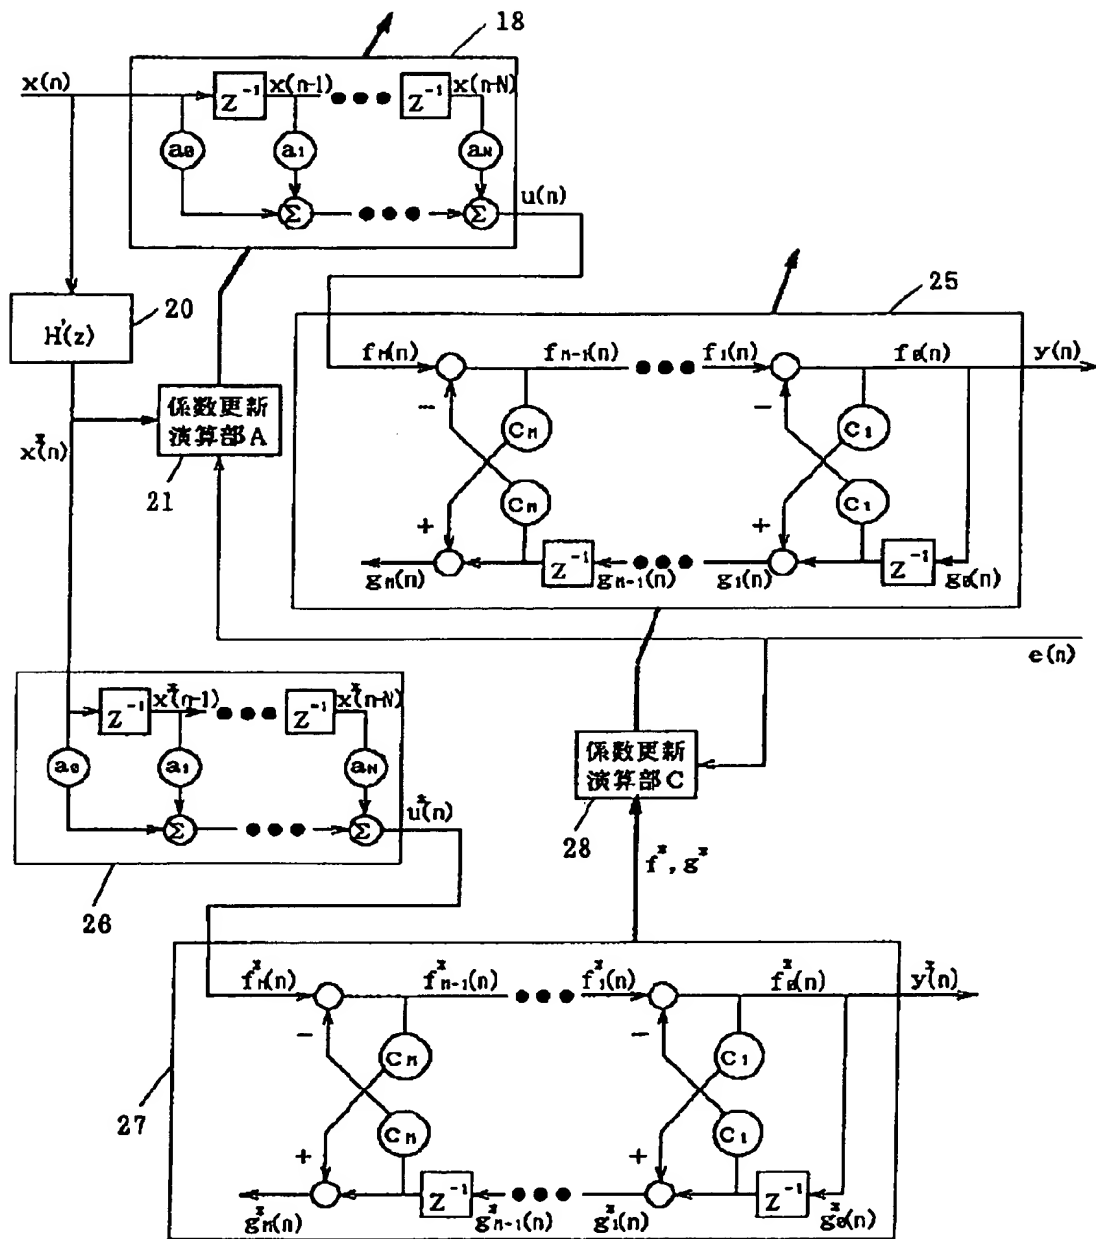 18
x(n)
Z⁻¹
x(n-1)
Z⁻¹
x(n-N)
a₀
a₁
a_N
Σ
Σ
u(n)
20
H'(z)
25
f_M(n)
f_M-1(n)
f₁(n)
f₀(n)
y(n)
係数更新
演算部A
x*(n)
21
−
C_M
−
C₁
C_M
C₁
+
+
g_M(n)
Z⁻¹
g_M-1(n)
g₁(n)
Z⁻¹
g₀(n)
e(n)
Z⁻¹
x*(n-1)
Z⁻¹
x*(n-N)
a₀
a₁
a_N
Σ
Σ
u*(n)
係数更新
演算部C
28
f*, g*
26
f*_M(n)
f*_M-1(n)
f*₁(n)
f*₀(n)
y*(n)
−
C_M
−
C₁
27
C_M
C₁
+
+
g*_M(n)
Z⁻¹
g*_M-1(n)
g*₁(n)
Z⁻¹
g*₀(n)